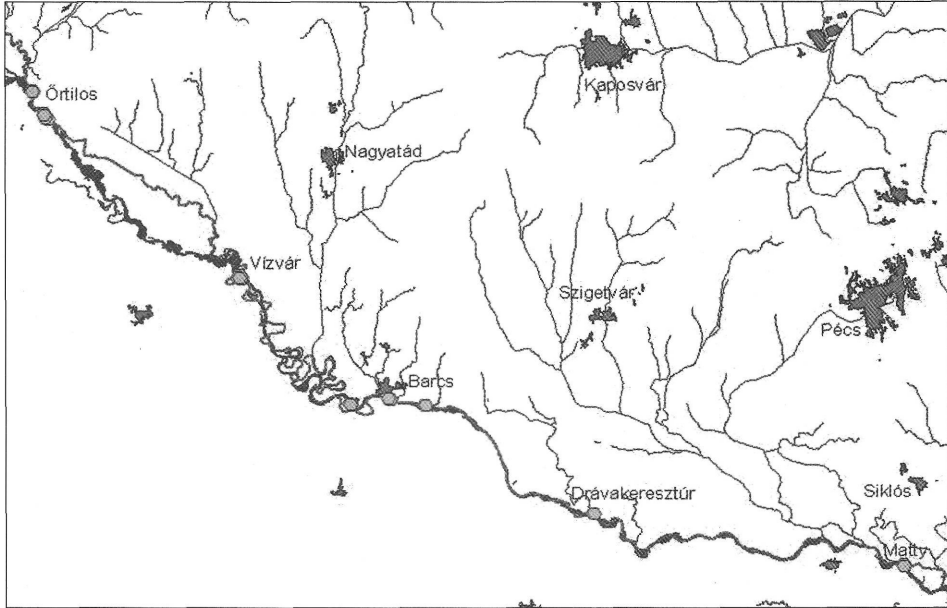 Kaposvár
Őrtilos
Nagyatád
Vízvár
Szigetvár
Pécs
Barcs
Siklós
Drávakeresztúr
Matty